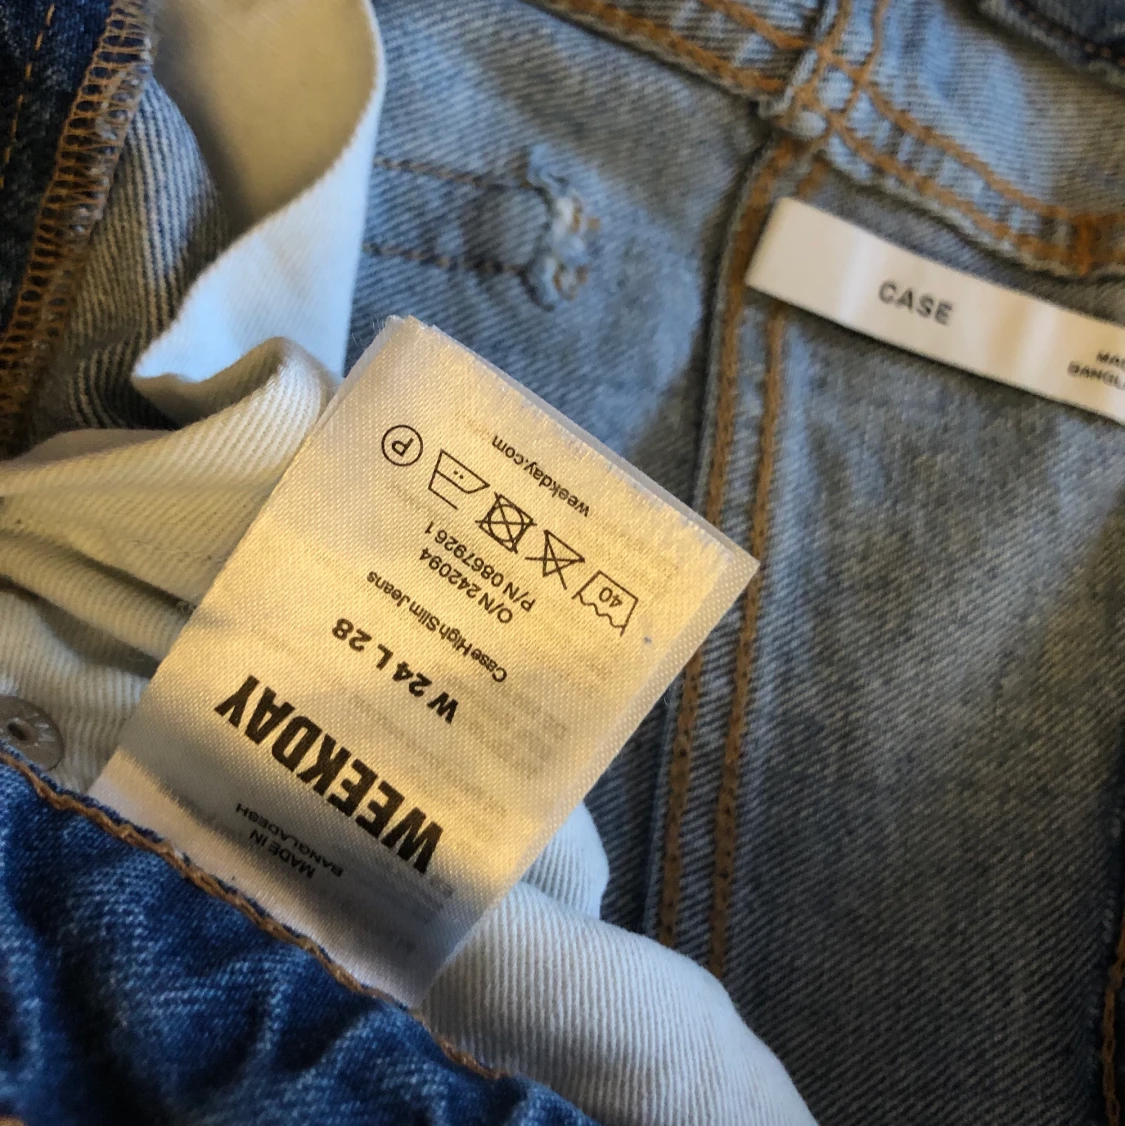 CASE
MADE IN
BANGLADESH
WEEKDAY
W 24 L 28
Case High Slim Jeans
O/N 242094
P/N 0867926 1
40
P
weekday.com